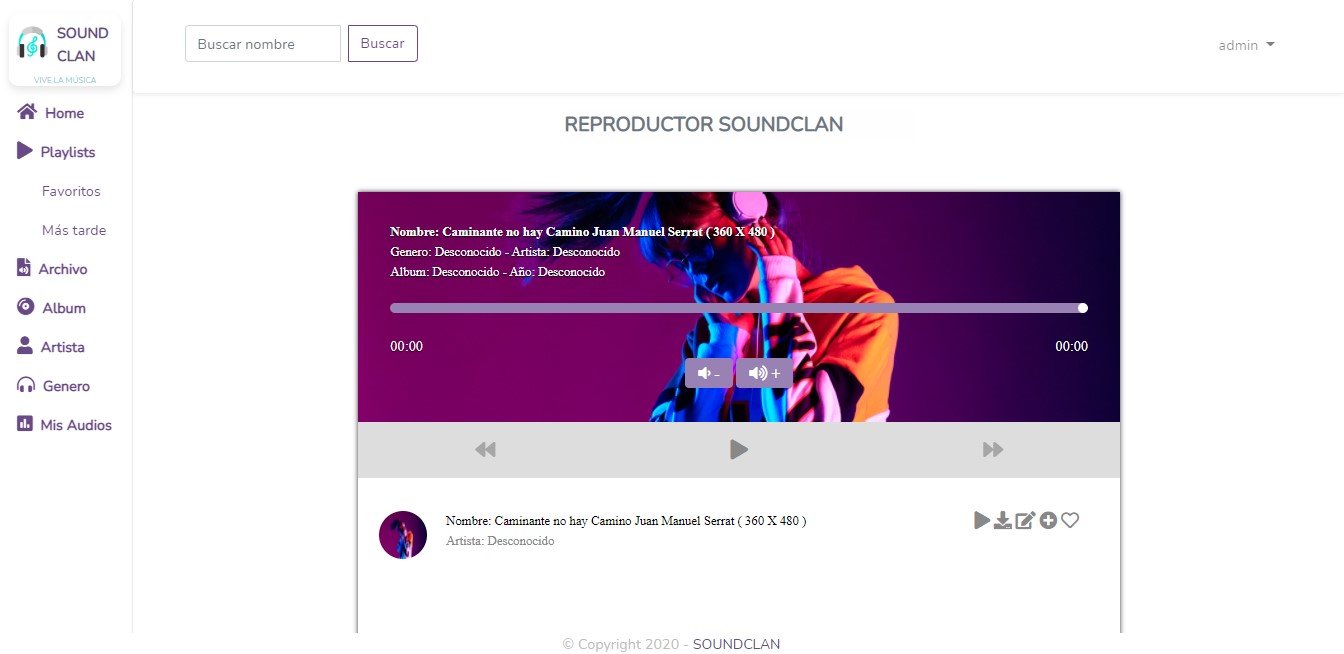 SOUND
CLAN
VIVE LA MÚSICA
Home
Playlists
Favoritos
Más tarde
Archivo
Album
Artista
Genero
Mis Audios
Buscar nombre
Buscar
admin
REPRODUCTOR SOUNDCLAN
Nombre: Caminante no hay Camino Juan Manuel Serrat ( 360 X 480 )
Genero: Desconocido - Artista: Desconocido
Album: Desconocido - Año: Desconocido
00:00
00:00
-
+
Nombre: Caminante no hay Camino Juan Manuel Serrat ( 360 X 480 )
Artista: Desconocido
© Copyright 2020 - SOUNDCLAN